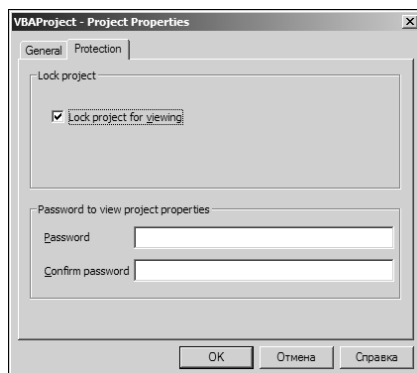 VBAProject - Project Properties
General Protection
Lock project
Lock project for viewing
Password to view project properties
Password
Confirm password
OK Отмена Справка